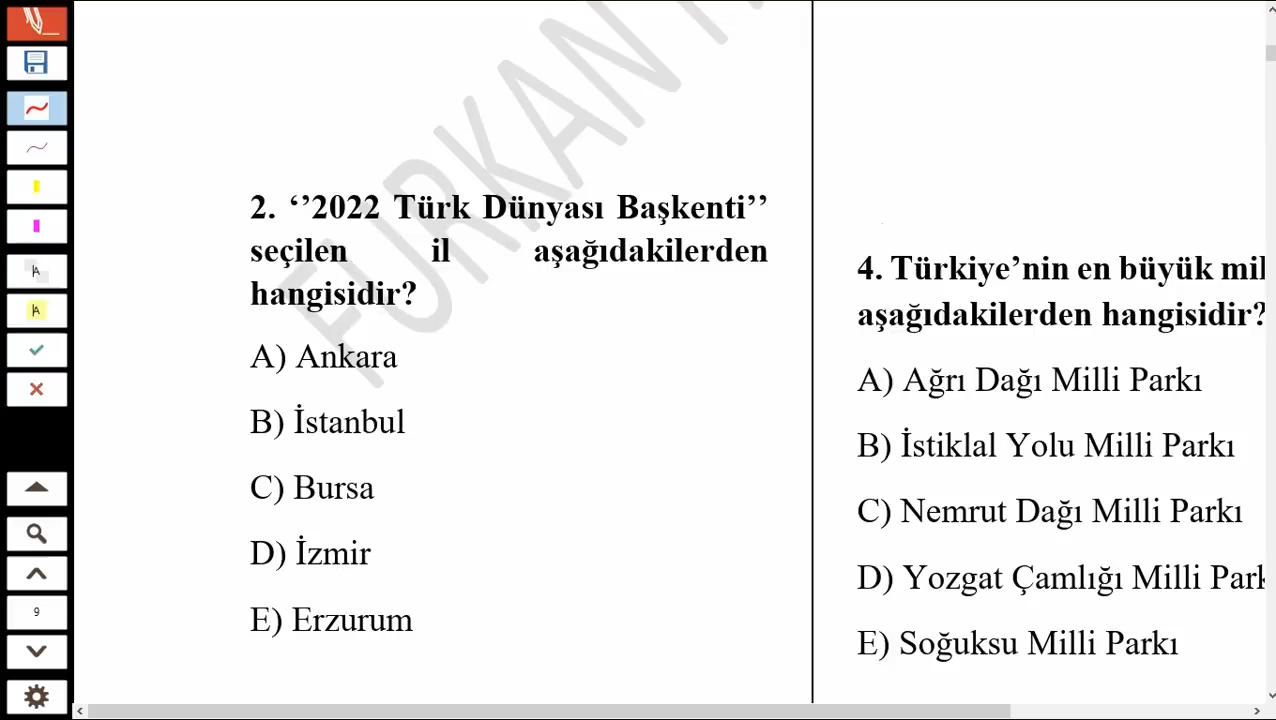 FURKAN
2. ‘’2022 Türk Dünyası Başkenti’’
seçilen il aşağıdakilerden
hangisidir?
A) Ankara
B) İstanbul
C) Bursa
D) İzmir
E) Erzurum
4. Türkiye’nin en büyük mil
aşağıdakilerden hangisidir?
A) Ağrı Dağı Milli Parkı
B) İstiklal Yolu Milli Parkı
C) Nemrut Dağı Milli Parkı
D) Yozgat Çamlığı Milli Park
E) Soğuksu Milli Parkı
A
A
9